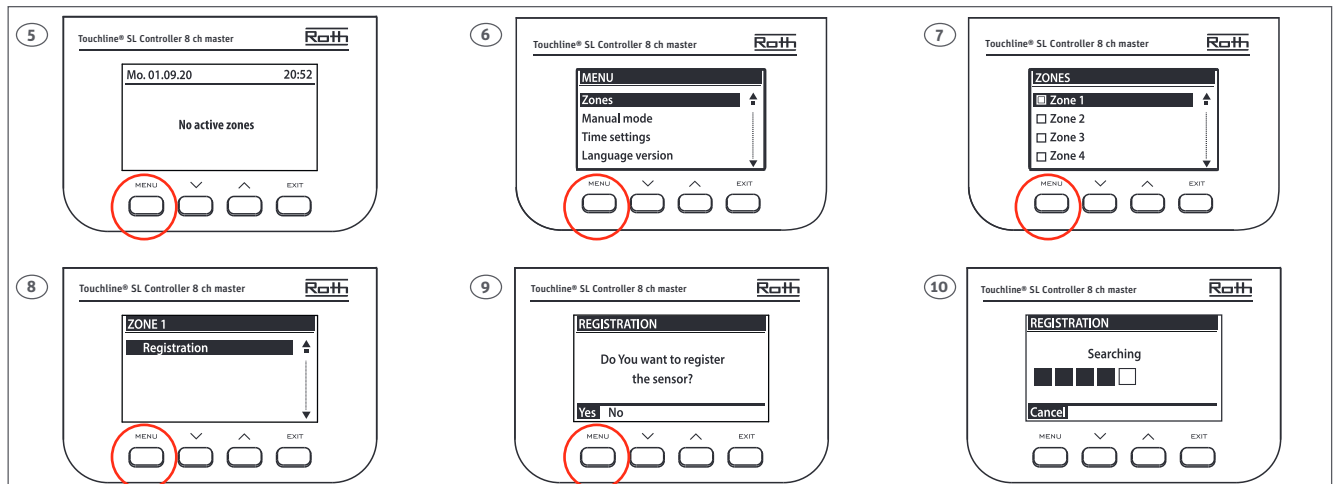 5
Touchline® SL Controller 8 ch master Roth
Mo. 01.09.20 20:52
No active zones
MENU EXIT
6
Touchline® SL Controller 8 ch master Roth
MENU
Zones
Manual mode
Time settings
Language version
MENU EXIT
7
Touchline® SL Controller 8 ch master Roth
ZONES
Zone 1
Zone 2
Zone 3
Zone 4
MENU EXIT
8
Touchline® SL Controller 8 ch master Roth
ZONE 1
Registration
MENU EXIT
9
Touchline® SL Controller 8 ch master Roth
REGISTRATION
Do You want to register
the sensor?
Yes No
MENU EXIT
10
Touchline® SL Controller 8 ch master Roth
REGISTRATION
Searching
Cancel
MENU EXIT